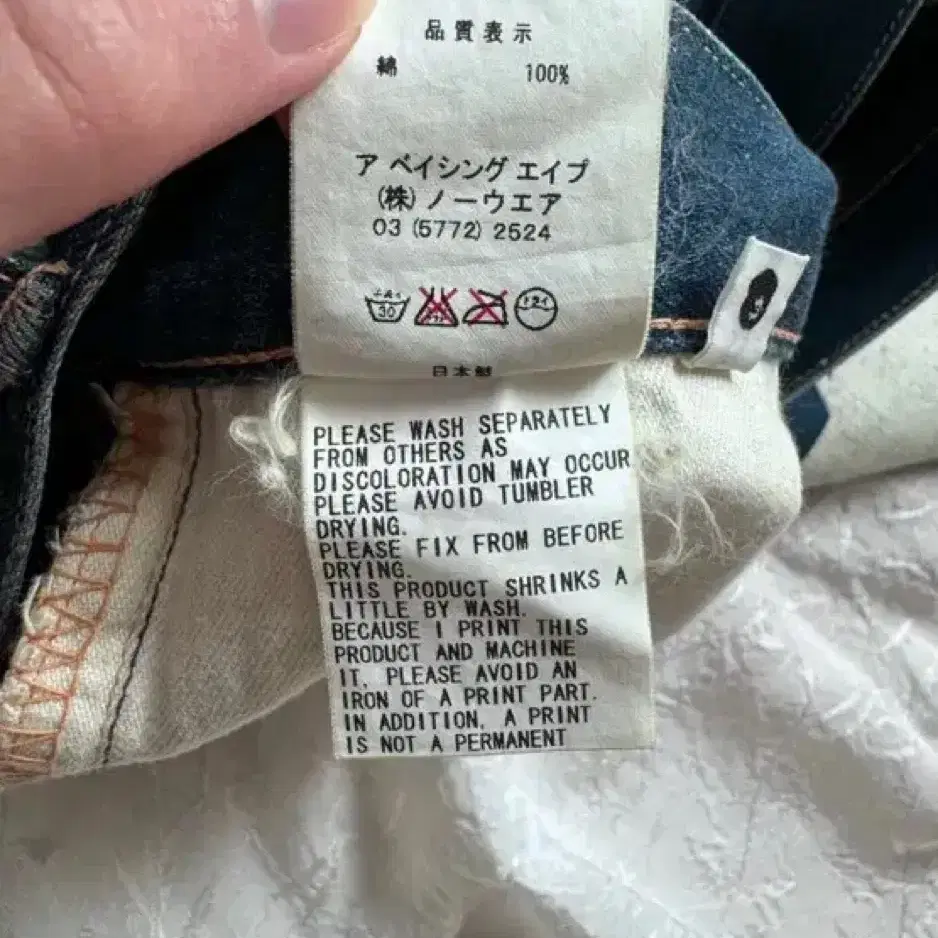 品質表示
綿 100%
ア ベイシング エイプ
(株) ノーウエア
03 (5772) 2524
30
日本製
PLEASE WASH SEPARATELY
FROM OTHERS AS
DISCOLORATION MAY OCCUR
PLEASE AVOID TUMBLER
DRYING.
PLEASE FIX FROM BEFORE
DRYING.
THIS PRODUCT SHRINKS A
LITTLE BY WASH.
BECAUSE I PRINT THIS
PRODUCT AND MACHINE
IT, PLEASE AVOID AN
IRON OF A PRINT PART.
IN ADDITION, A PRINT
IS NOT A PERMANENT